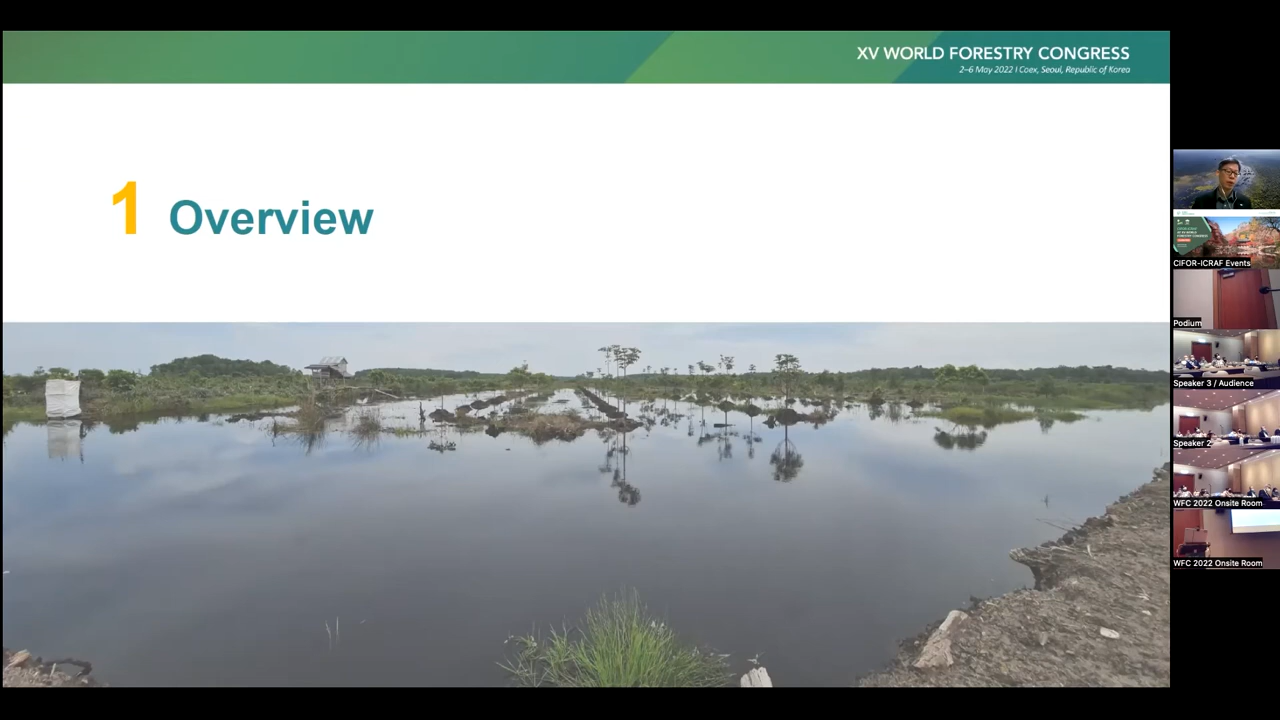 XV WORLD FORESTRY CONGRESS
2–6 May 2022 I Coex, Seoul, Republic of Korea
1 Overview
CIFOR-ICRAF Events
Podium
Speaker 3 / Audience
Speaker 2
WFC 2022 Onsite Room
WFC 2022 Onsite Room